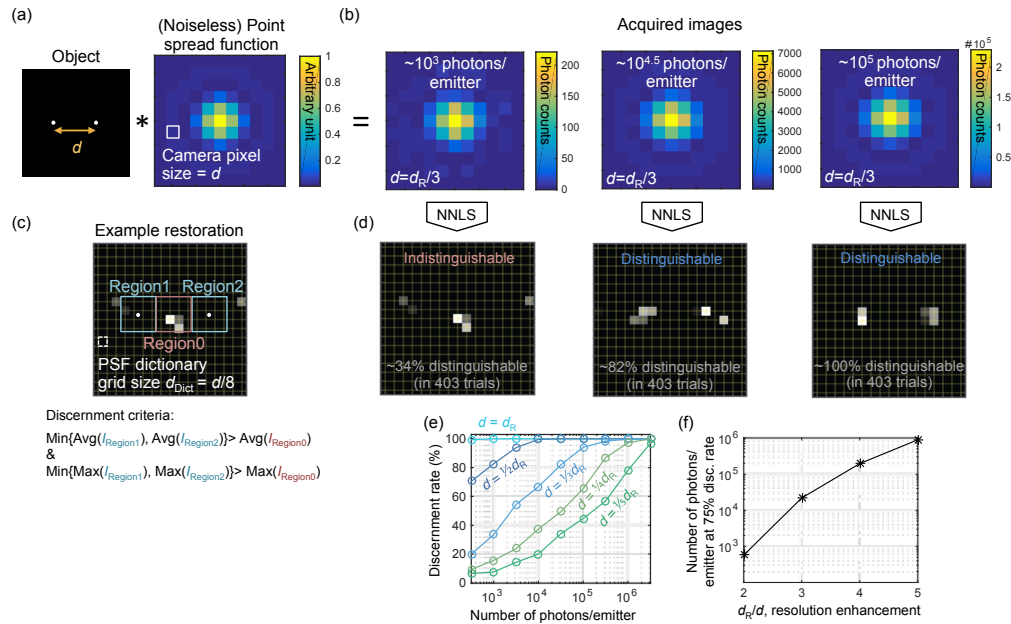 (a)
Object
d
*
(Noiseless) Point
spread function
Camera pixel
size = d
1
0.8
0.6
0.4
0.2
Arbitrary
unit
=
(b)
Acquired images
~10³ photons/
emitter
d=dR/3
200
150
100
50
0
Photon counts
~10⁴·⁵ photons/
emitter
d=dR/3
7000
6000
5000
4000
3000
2000
1000
Photon counts
~10⁵ photons/
emitter
d=dR/3
#10⁵
2
1.5
1
0.5
0
Photon counts
NNLS
NNLS
NNLS
(c)
Example restoration
Region1
Region2
Region0
PSF dictionary
grid size dDict = d/8
Discernment criteria:
Min{Avg(IRegion1), Avg(IRegion2)}> Avg(IRegion0)
&
Min{Max(IRegion1), Max(IRegion2)}> Max(IRegion0)
(d)
Indistinguishable
~34% distinguishable
(in 403 trials)
Distinguishable
~82% distinguishable
(in 403 trials)
Distinguishable
~100% distinguishable
(in 403 trials)
(e)
d = dR
d = ½dR
d = ⅓dR
d = ¼dR
d = ⅕dR
100
80
60
40
20
0
Discernment rate (%)
10³
10⁴
10⁵
10⁶
Number of photons/emitter
(f)
10⁶
10⁵
10⁴
10³
Number of photons/
emitter at 75% disc. rate
2
3
4
5
dR/d, resolution enhancement